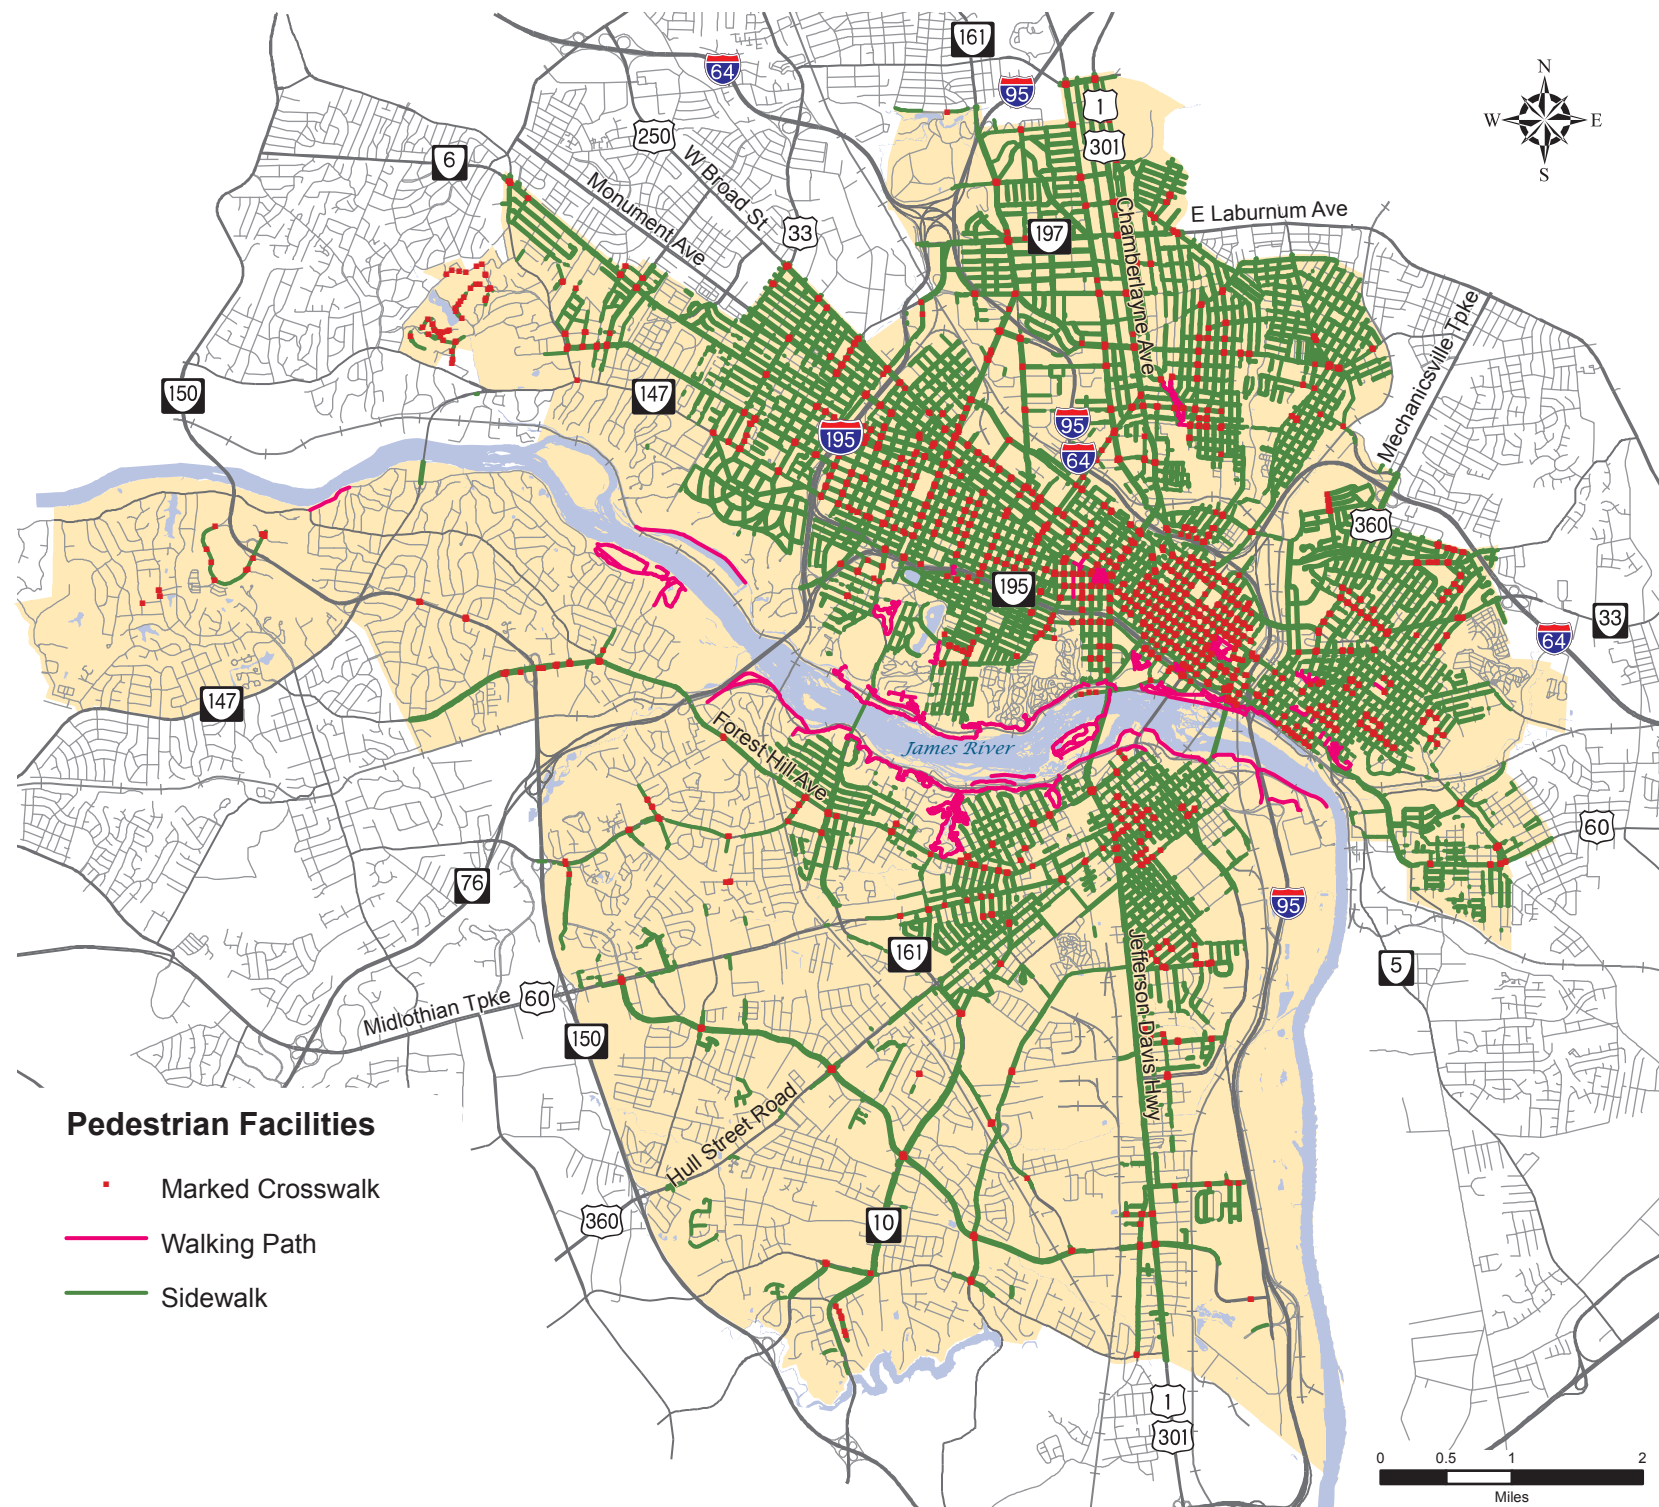 161
64
95
1
N
250
W
E
301
6
W Broad St
S
Monument Ave
E Laburnum Ave
33
197
Chamberlayne Ave
Mechanicsville Tpke
150
147
195
95
64
360
195
33
64
147
James River
Forest Hill Ave
60
76
95
161
5
Jefferson Davis Hwy
Midlothian Tpke
60
150
Hull Street Road
360
10
Pedestrian Facilities
Marked Crosswalk
Walking Path
Sidewalk
1
301
0 0.5 1 2
Miles